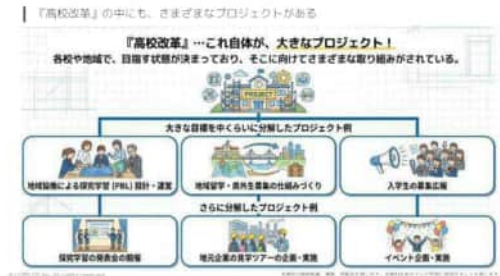 『高校改革』の中にも、さまざまなプロジェクトがある
『高校改革』…これ自体が、大きなプロジェクト！
各校や地域で、目指す状態が決まっており、そこに向けてさまざまな取り組みがされている。
PROJECT
大きな目標を中くらいに分解したプロジェクト例
地域協働による探究学習 (PBL) 設計・運営
地域留学・県外生募集の仕組みづくり
入学生の募集広報
さらに分解したプロジェクト例
探究学習の発表会の開催
地元企業の見学ツアーの企画・実施
イベント企画・実施